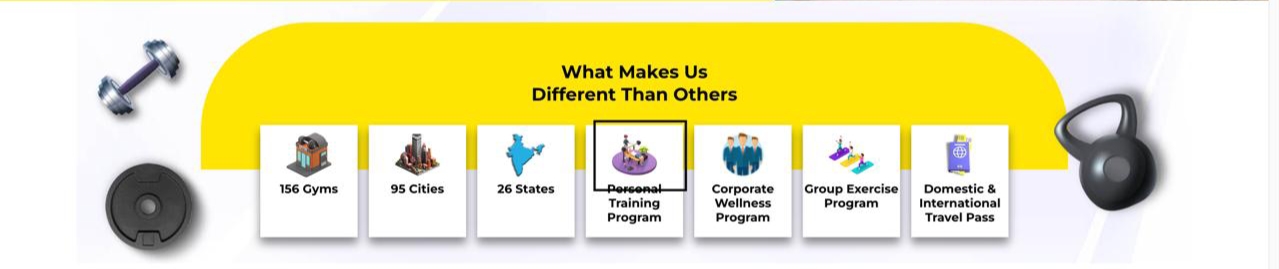 What Makes Us
Different Than Others
156 Gyms
95 Cities
26 States
Personal
Training
Program
Corporate
Wellness
Program
Group Exercise
Program
Domestic &
International
Travel Pass